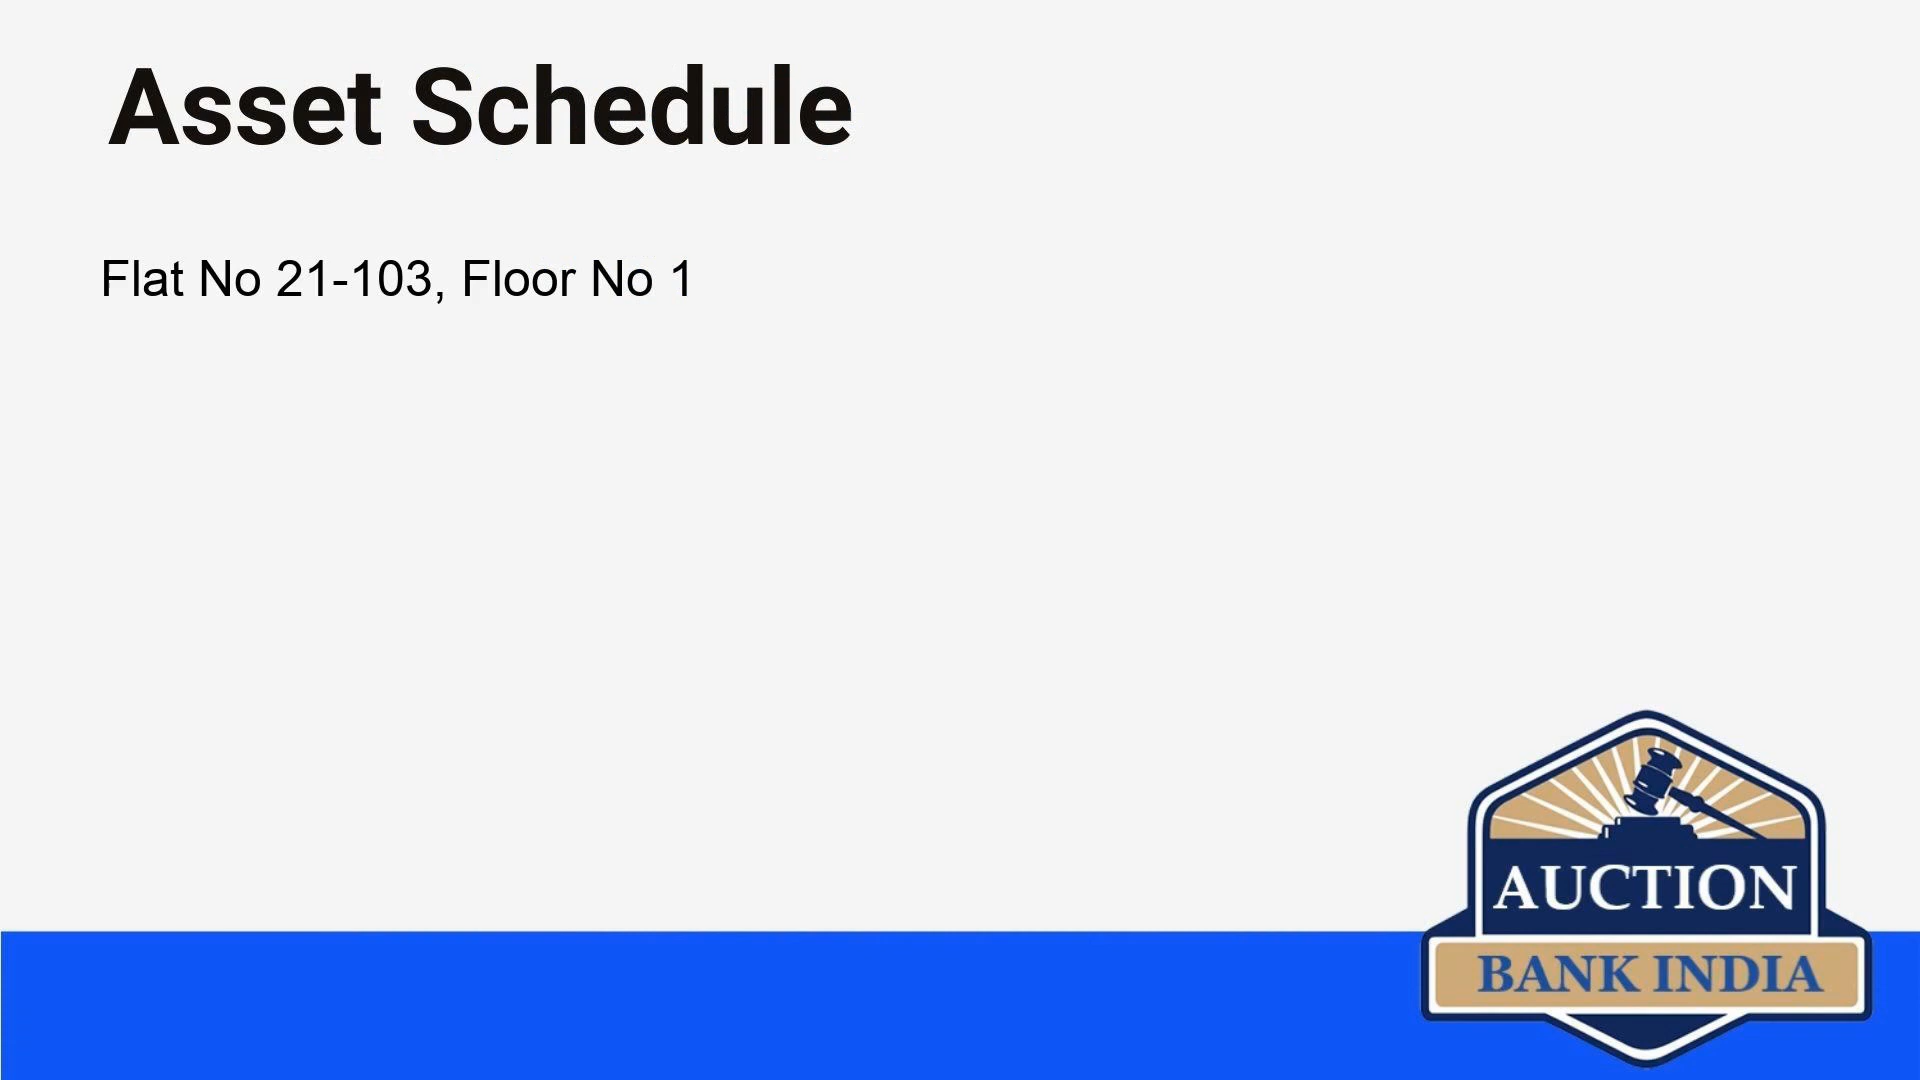 Asset Schedule
Flat No 21-103, Floor No 1
AUCTION
BANK INDIA